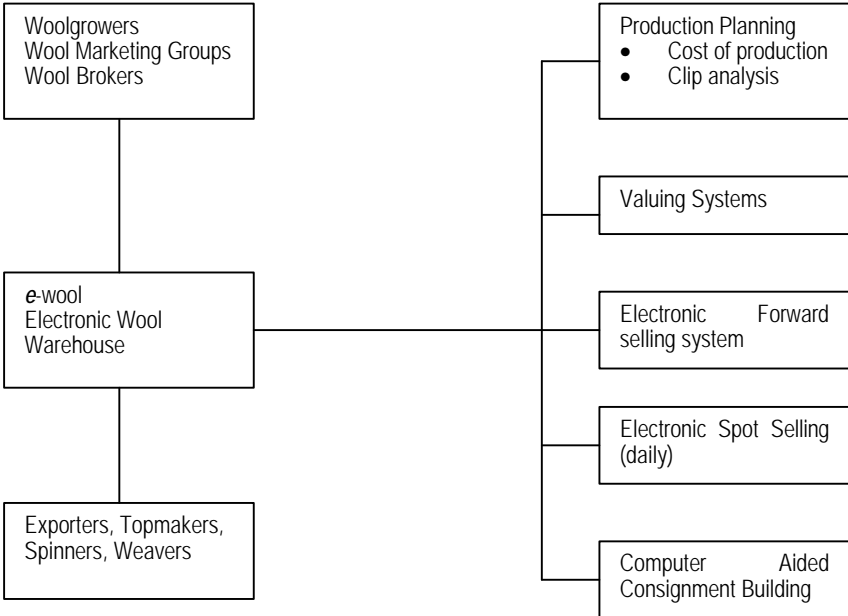 Woolgrowers
Wool Marketing Groups
Wool Brokers
e-wool
Electronic Wool
Warehouse
Exporters, Topmakers,
Spinners, Weavers
Production Planning
• Cost of production
• Clip analysis
Valuing Systems
Electronic Forward
selling system
Electronic Spot Selling
(daily)
Computer Aided
Consignment Building